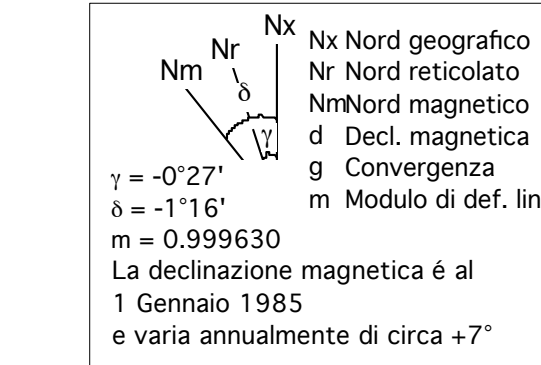 Nx
Nr
Nm
δ
γ
Nx Nord geografico
Nr Nord reticolato
NmNord magnetico
d Decl. magnetica
g Convergenza
m Modulo di def. lin
γ = -0°27'
δ = -1°16'
m = 0.999630
La declinazione magnetica é al
1 Gennaio 1985
e varia annualmente di circa +7°